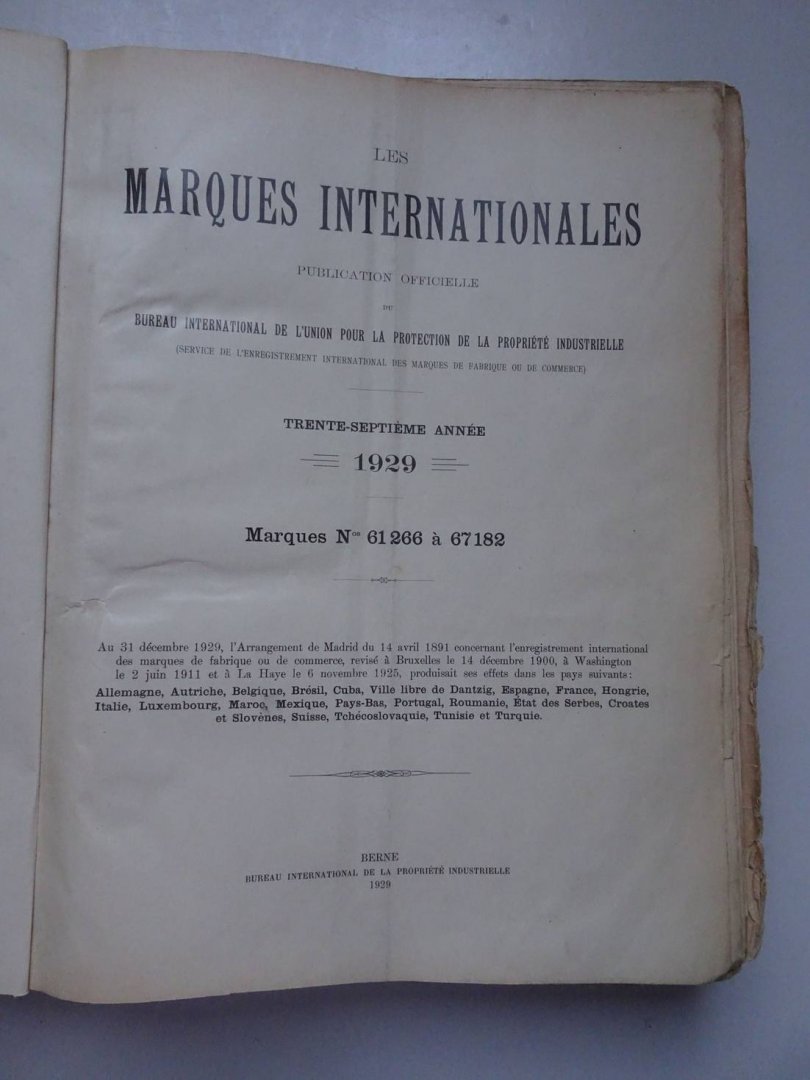 LES
MARQUES INTERNATIONALES
PUBLICATION OFFICIELLE
DU
BUREAU INTERNATIONAL DE L'UNION POUR LA PROTECTION DE LA PROPRIÉTÉ INDUSTRIELLE
(SERVICE DE L'ENREGISTREMENT INTERNATIONAL DES MARQUES DE FABRIQUE OU DE COMMERCE)
TRENTE-SEPTIÈME ANNÉE
1929
Marques Nos 61266 à 67182
Au 31 décembre 1929, l'Arrangement de Madrid du 14 avril 1891 concernant l'enregistrement international
des marques de fabrique ou de commerce, revisé à Bruxelles le 14 décembre 1900, à Washington
le 2 juin 1911 et à La Haye le 6 novembre 1925, produisait ses effets dans les pays suivants:
Allemagne, Autriche, Belgique, Brésil, Cuba, Ville libre de Dantzig, Espagne, France, Hongrie,
Italie, Luxembourg, Maroc, Mexique, Pays-Bas, Portugal, Roumanie, État des Serbes, Croates
et Slovènes, Suisse, Tchécoslovaquie, Tunisie et Turquie.
BERNE
BUREAU INTERNATIONAL DE LA PROPRIÉTÉ INDUSTRIELLE
1929